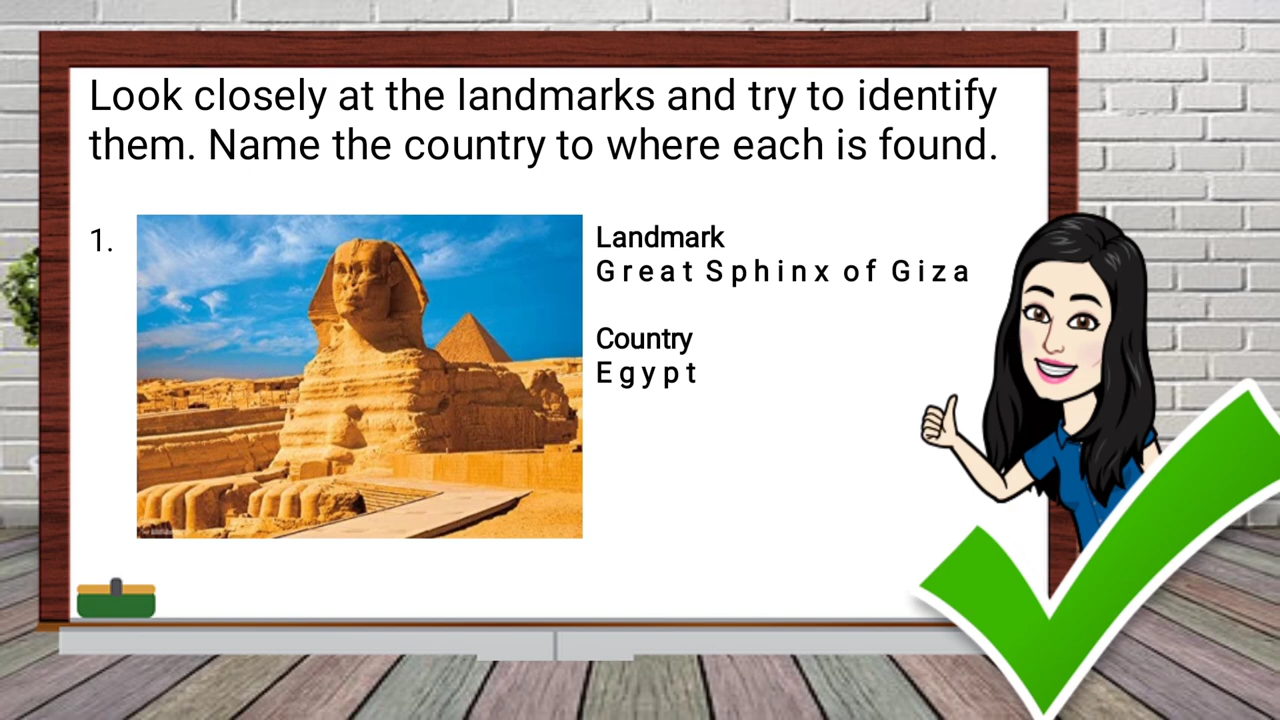 Look closely at the landmarks and try to identify
them. Name the country to where each is found.
1.
Landmark
Great Sphinx of Giza
Country
Egypt